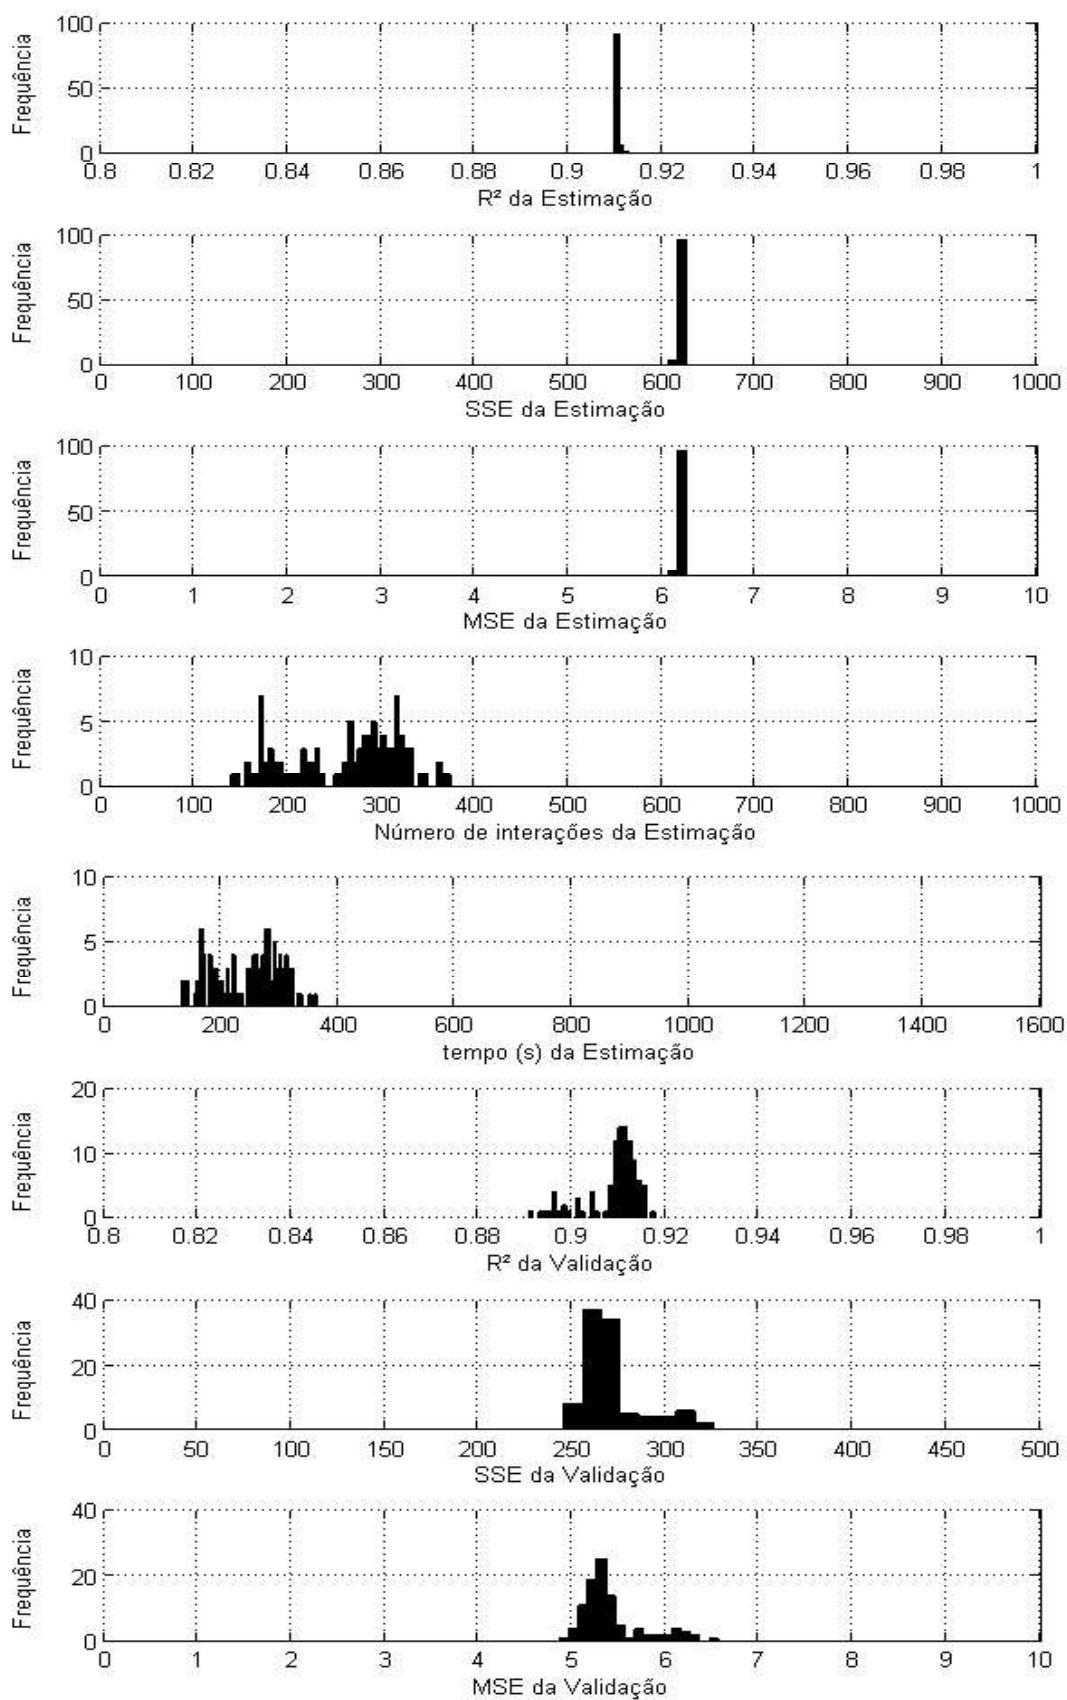 100
Frequência
50
0
0.8 0.82 0.84 0.86 0.88 0.9 0.92 0.94 0.96 0.98 1
R² da Estimação
100
Frequência
50
0
0 100 200 300 400 500 600 700 800 900 1000
SSE da Estimação
100
Frequência
50
0
0 1 2 3 4 5 6 7 8 9 10
MSE da Estimação
10
Frequência
5
0
0 100 200 300 400 500 600 700 800 900 1000
Número de interações da Estimação
10
Frequência
5
0
0 200 400 600 800 1000 1200 1400 1600
tempo (s) da Estimação
20
Frequência
10
0
0.8 0.82 0.84 0.86 0.88 0.9 0.92 0.94 0.96 0.98 1
R² da Validação
40
Frequência
20
0
0 50 100 150 200 250 300 350 400 450 500
SSE da Validação
40
Frequência
20
0
0 1 2 3 4 5 6 7 8 9 10
MSE da Validação